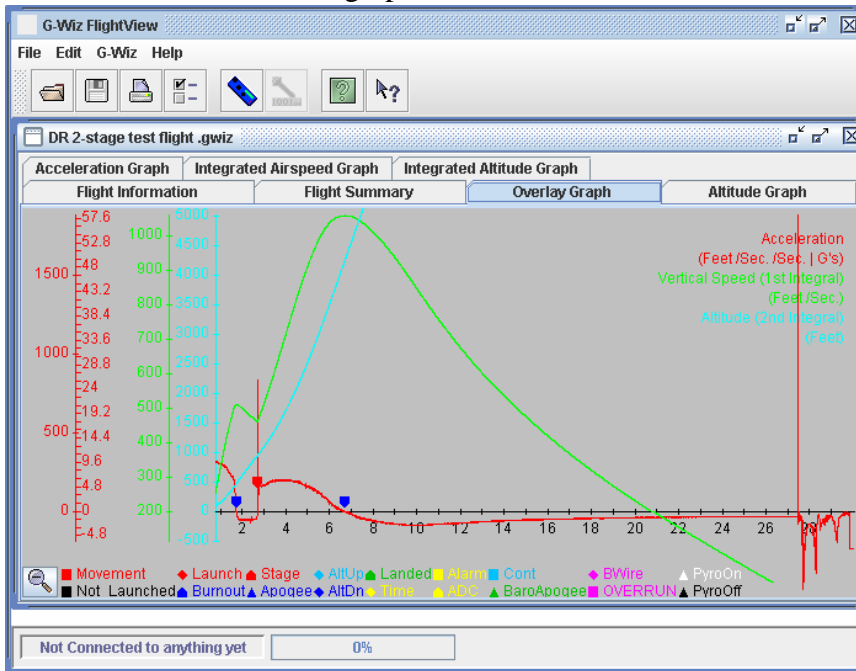 G-Wiz FlightView
File Edit G-Wiz Help
DR 2-stage test flight .gwiz
Acceleration Graph Integrated Airspeed Graph Integrated Altitude Graph
Flight Information Flight Summary Overlay Graph Altitude Graph
57.6 5000
52.8 1000 4500 Acceleration
1500 48 900 4000 (Feet /Sec. /Sec. | G's)
43.2 Vertical Speed (1st Integral)
38.4 800 3500 (Feet /Sec.)
33.6 700 3000 Altitude (2nd Integral)
1000 28.8 2500 (Feet)
24 600 2000
19.2 500 1500
500 14.4 400 1000
9.6 300 500
4.8
0 0 200 0
-4.8 -500
2 4 6 8 10 12 14 16 18 20 22 24 26 28
Movement Launch Stage AltUp Landed Alarm Cont BWire PyroOn
Not Launched Burnout Apogee AltDn Time ADC BaroApogee OVERRUN PyroOff
Not Connected to anything yet 0%